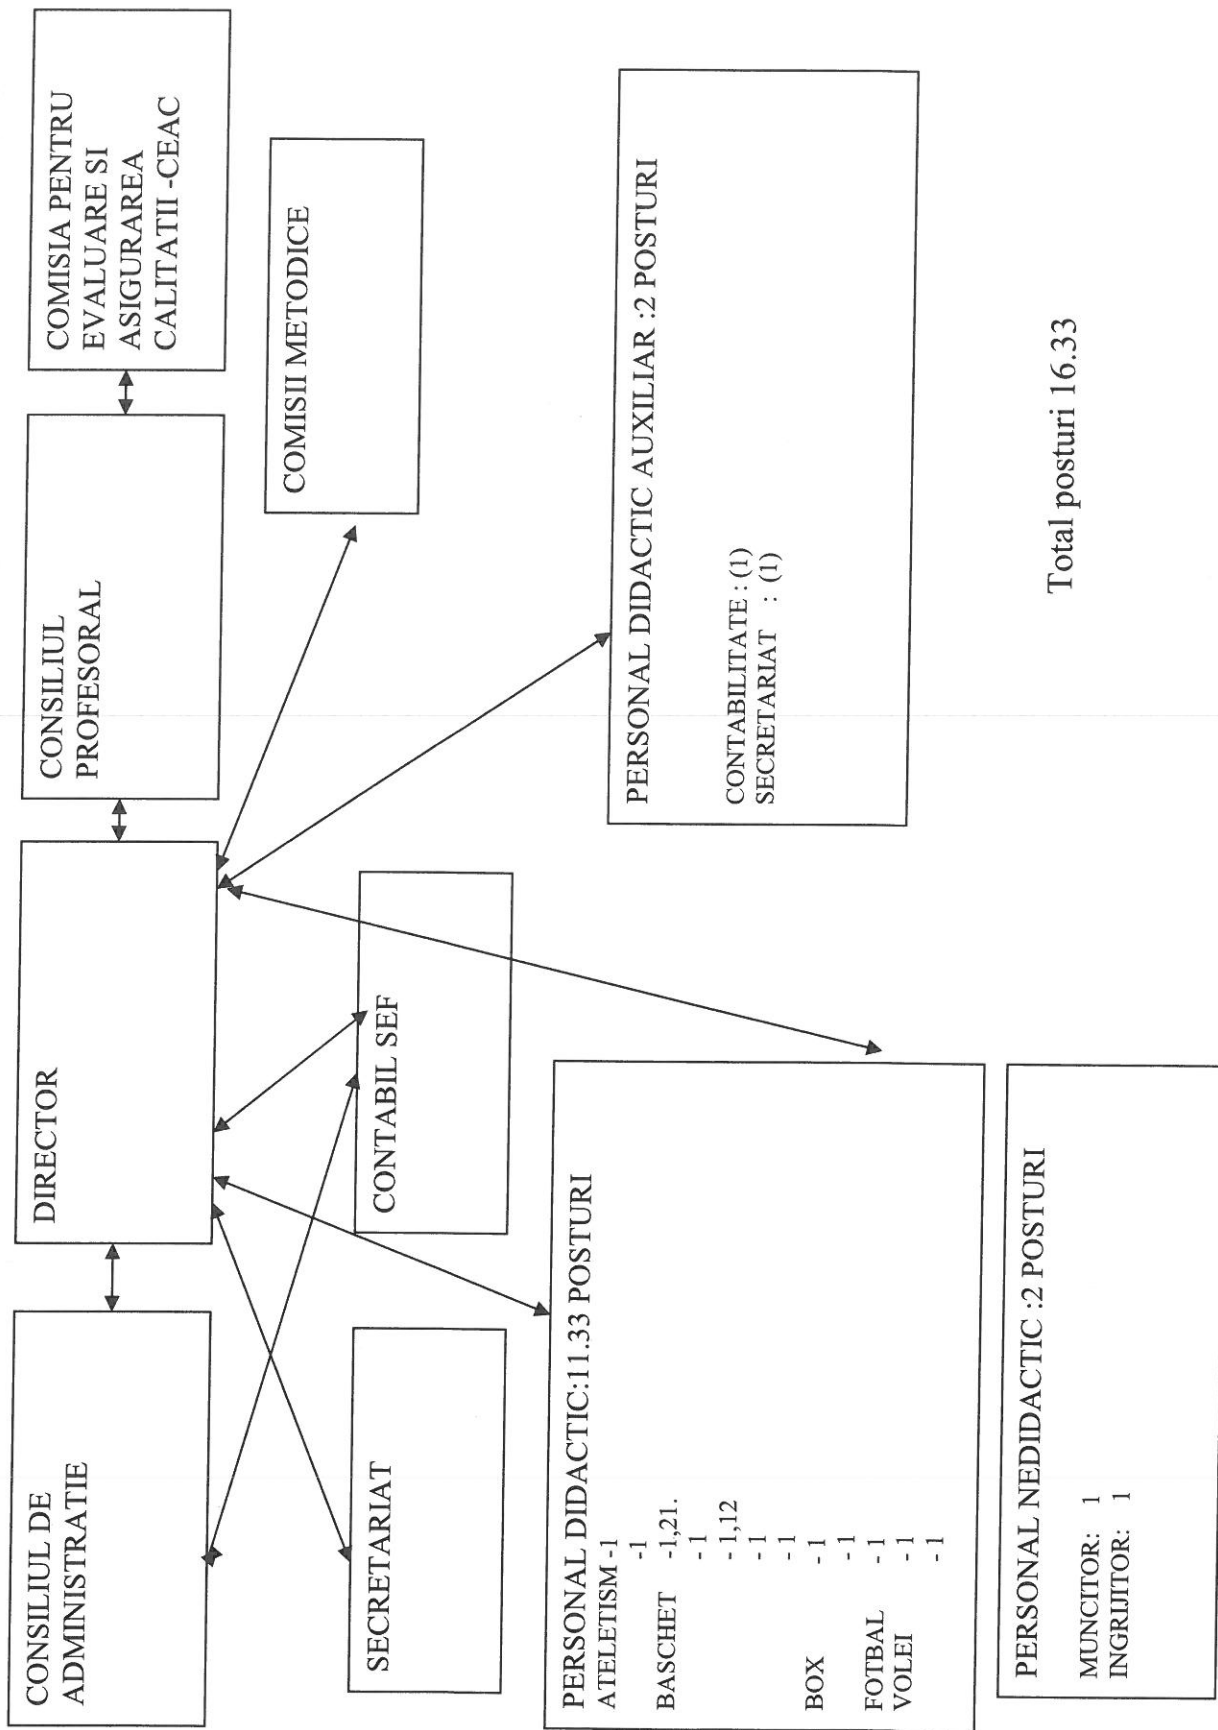 CONSILIUL DE
ADMINISTRATIE
DIRECTOR
CONSILIUL
PROFESORAL
COMISIA PENTRU
EVALUARE SI
ASIGURAREA
CALITATII -CEAC
SECRETARIAT
CONTABIL SEF
COMISII METODICE
PERSONAL DIDACTIC:11.33 POSTURI
ATELETISM -1
-1
BASCHET -1,21.
- 1
- 1,12
- 1
- 1
BOX - 1
- 1
FOTBAL - 1
VOLEI - 1
- 1
PERSONAL DIDACTIC AUXILIAR :2 POSTURI
CONTABILITATE : (1)
SECRETARIAT : (1)
PERSONAL NEDIDACTIC :2 POSTURI
MUNCITOR: 1
INGRIJITOR: 1
Total posturi 16.33